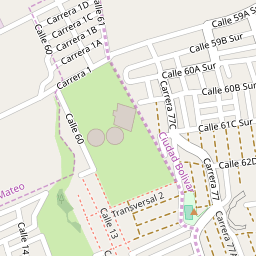 Carrera 1D
Carrera 1C
Carrera 1B
Carrera 1A
Carrera 1
Calle 60
Calle 61
Calle 59A Sur
Calle 59B Sur
Calle 60A Sur
Calle 60B Sur
Carrera 77C
Calle 61C Sur
Calle 60
Ciudad Bolívar
Calle 62D
Carrera 77
Mateo
Transversal 2
Calle 13
Calle 14
Carrera 77A